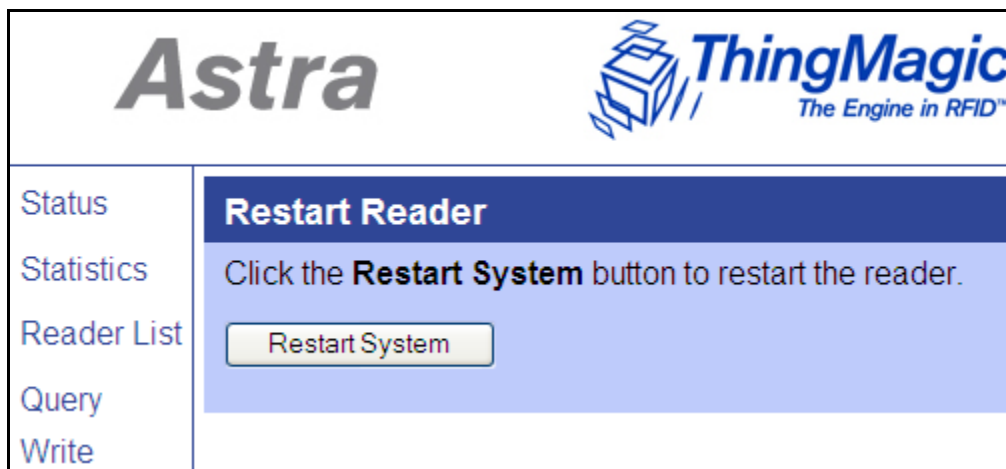 Astra
ThingMagic
The Engine in RFID™
Status
Statistics
Reader List
Query
Write
Restart Reader
Click the Restart System button to restart the reader.
Restart System